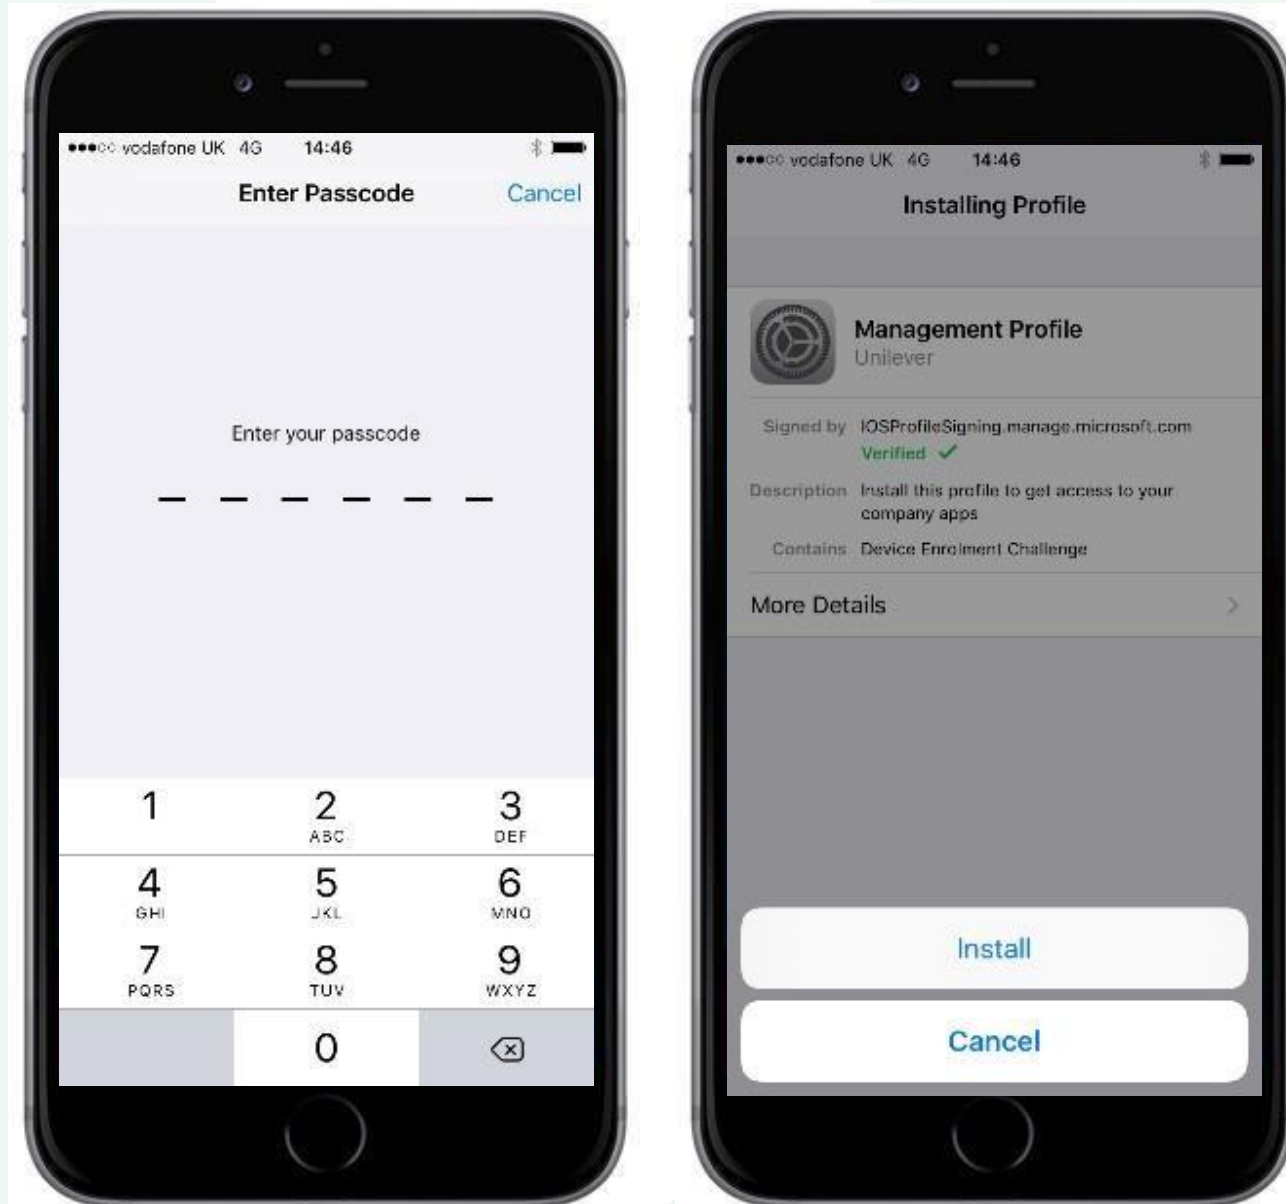 vodafone UK 4G 14:46
Enter Passcode Cancel
Enter your passcode
1 2 3
ABC DEF
4 5 6
GHI JKL MNO
7 8 9
PQRS TUV WXYZ
0
vodafone UK 4G 14:46
Installing Profile
Management Profile
Unilever
Signed by IOSProfileSigning.manage.microsoft.com
Verified ✓
Description Install this profile to get access to your
company apps
Contains Device Enrolment Challenge
More Details
Install
Cancel